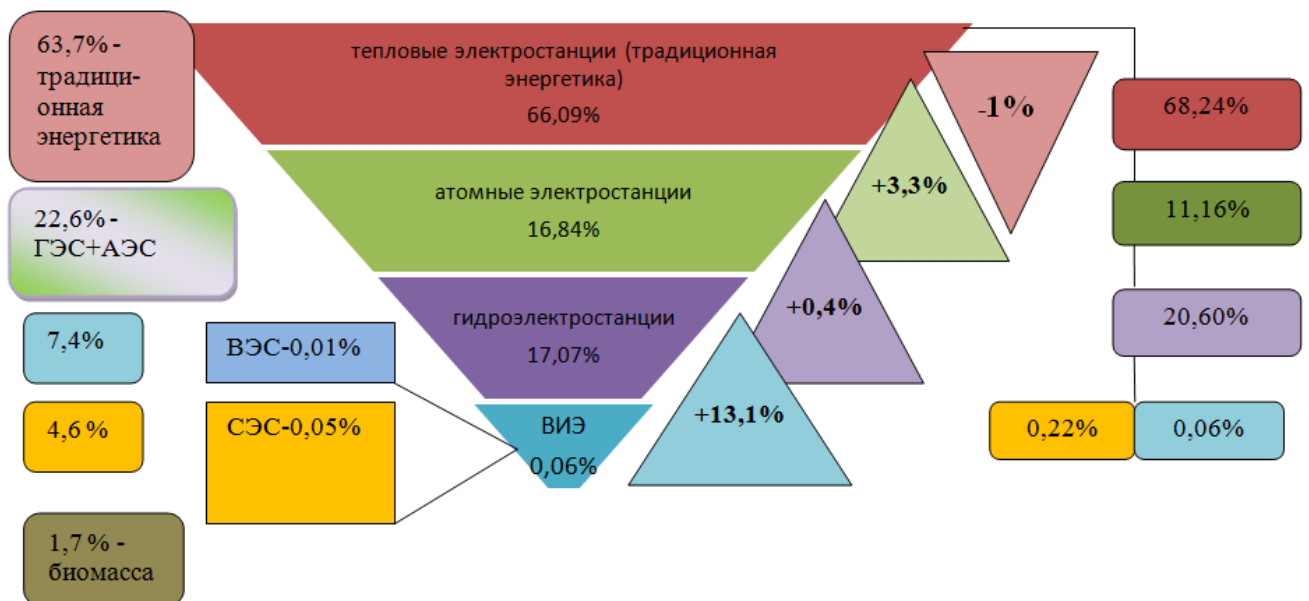 63,7% -
традици-
онная
энергетика
22,6% -
ГЭС+АЭС
7,4%
4,6 %
1,7 % -
биомасса
ВЭС-0,01%
СЭС-0,05%
тепловые электростанции (традиционная
энергетика)
66,09%
атомные электростанции
16,84%
гидроэлектростанции
17,07%
ВИЭ
0,06%
-1%
+3,3%
+0,4%
+13,1%
68,24%
11,16%
20,60%
0,22%
0,06%